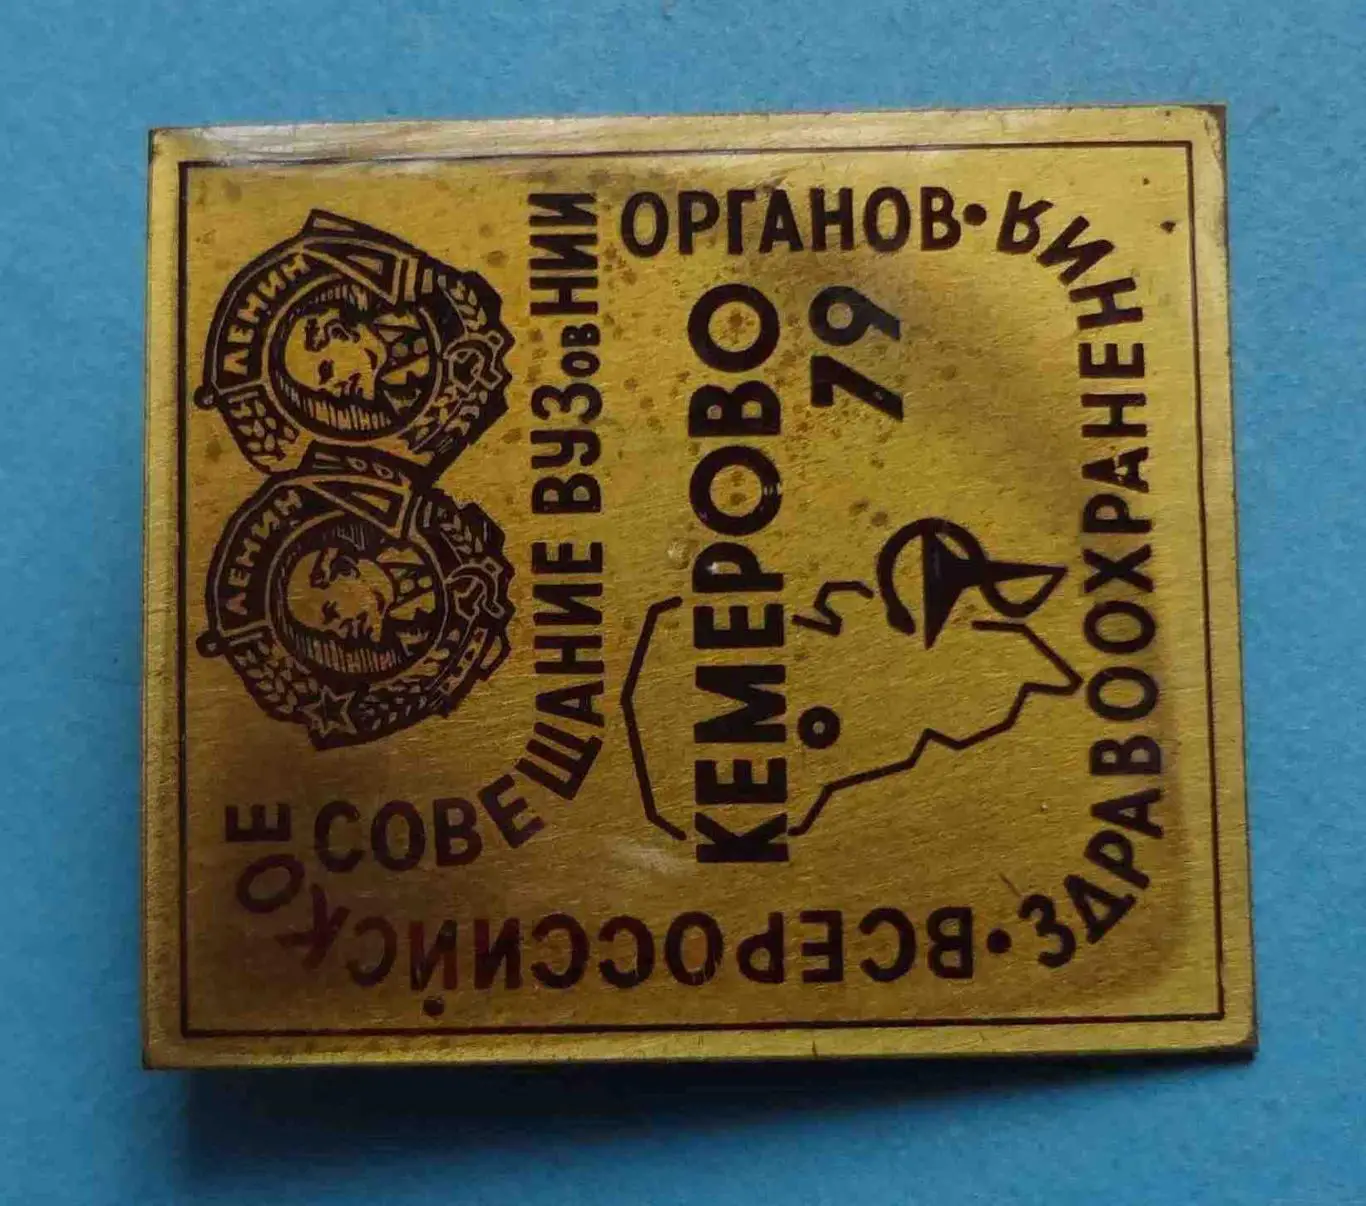 ЛЕНИН
ЛЕНИН
ВСЕРОССИЙСКОЕ
СОВЕЩАНИЕ ВУЗов НИИ
ОРГАНОВ •
ЗДРАВООХРАНЕНИЯ •
КЕМЕРОВО
79